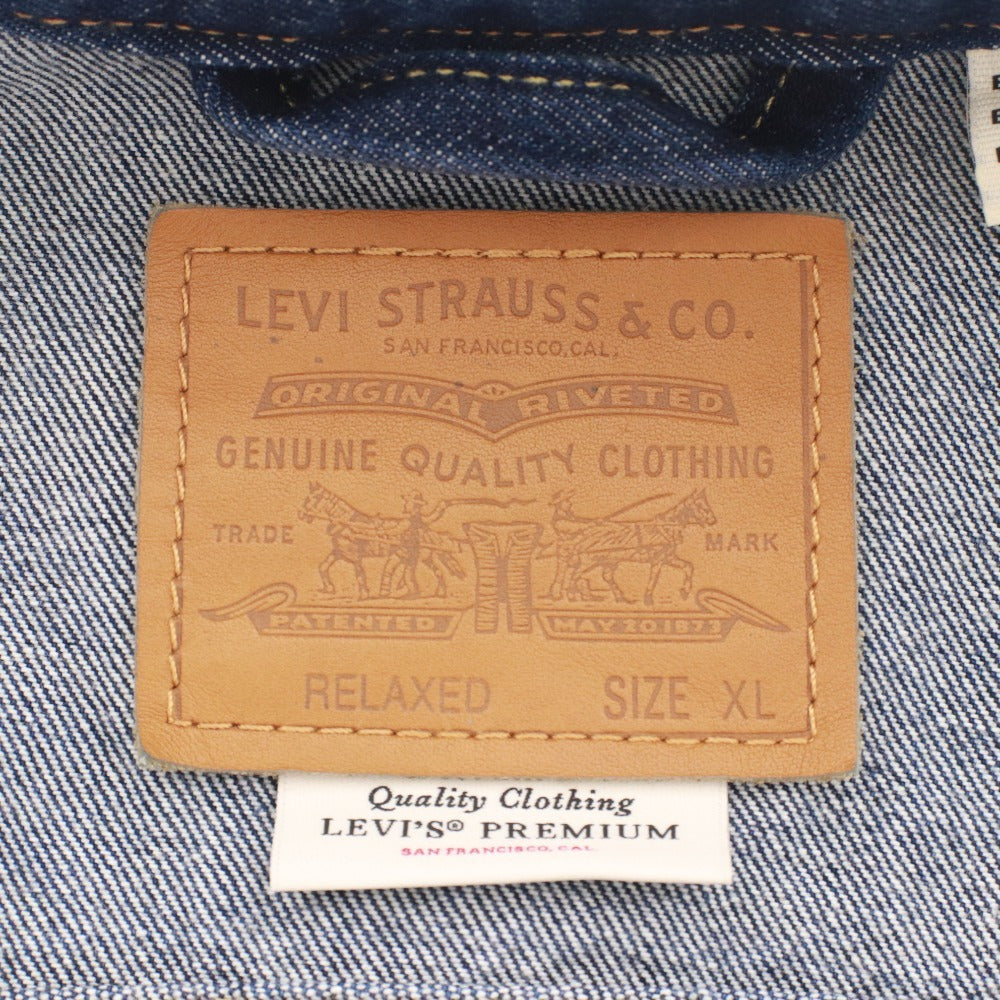 LEVI STRAUSS & CO.
SAN FRANCISCO, CAL.
ORIGINAL RIVETED
GENUINE QUALITY CLOTHING
TRADE MARK
PATENTED MAY 20 1873
RELAXED SIZE XL
Quality Clothing
LEVI'S® PREMIUM
SAN FRANCISCO, CAL.